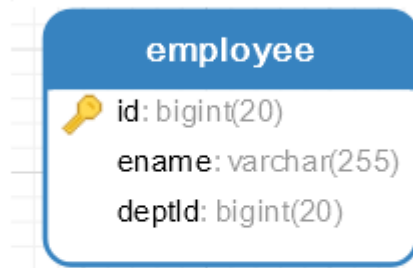 employee
id: bigint(20)
ename: varchar(255)
deptId: bigint(20)